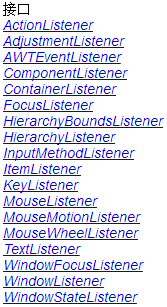 接口
ActionListener
AdjustmentListener
AWTEventListener
ComponentListener
ContainerListener
FocusListener
HierarchyBoundsListener
HierarchyListener
InputMethodListener
ItemListener
KeyListener
MouseListener
MouseMotionListener
MouseWheelListener
TextListener
WindowFocusListener
WindowListener
WindowStateListener